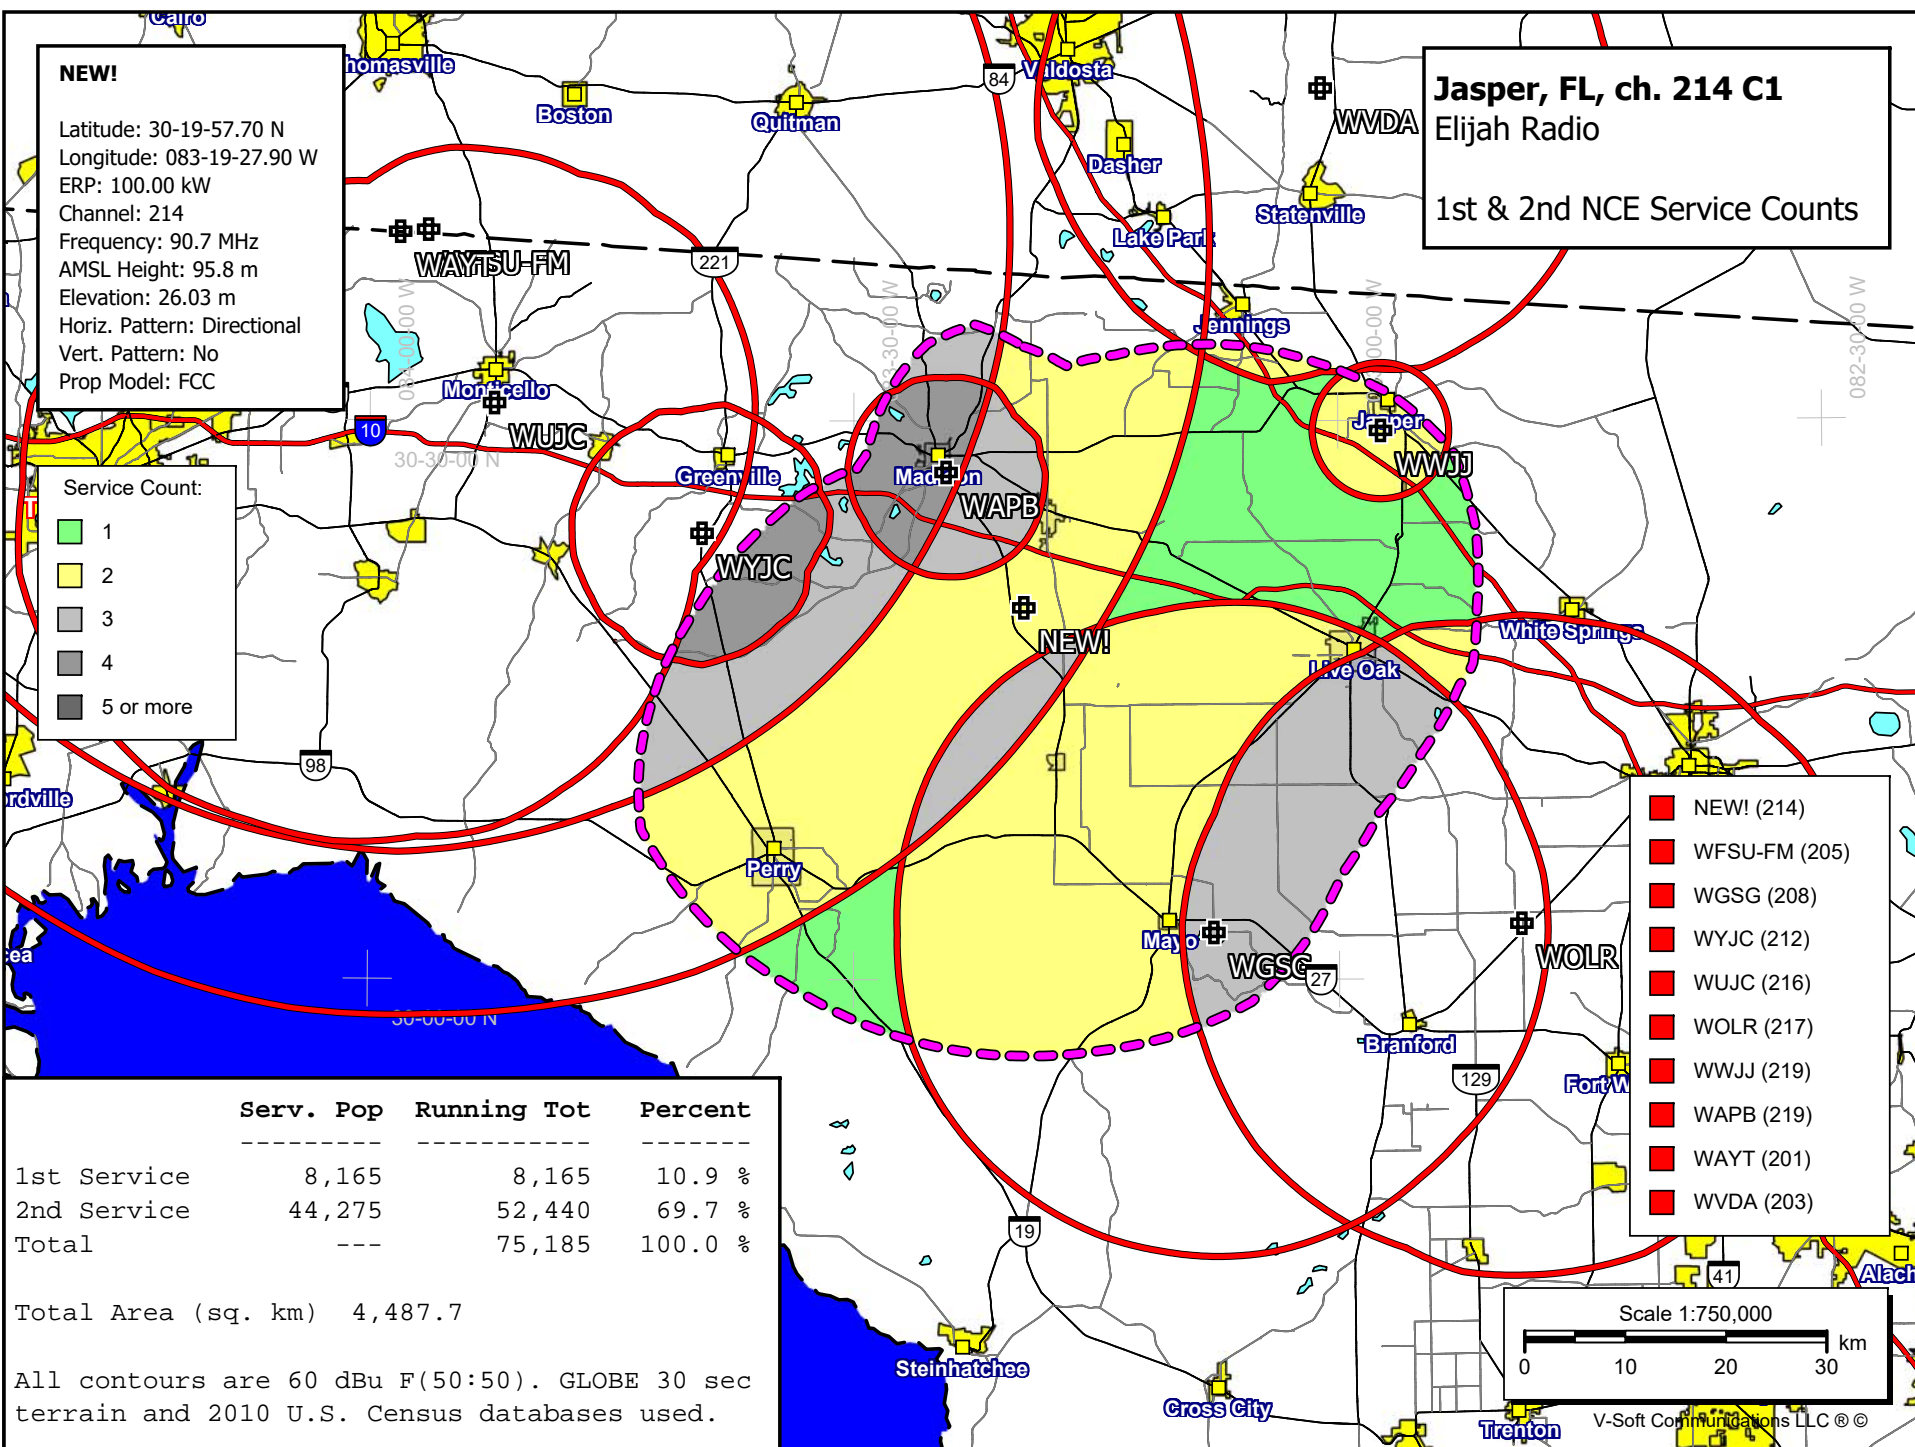 NEW!
Latitude: 30-19-57.70 N
Longitude: 083-19-27.90 W
ERP: 100.00 kW
Channel: 214
Frequency: 90.7 MHz
AMSL Height: 95.8 m
Elevation: 26.03 m
Horiz. Pattern: Directional
Vert. Pattern: No
Prop Model: FCC
Jasper, FL, ch. 214 C1
Elijah Radio
1st & 2nd NCE Service Counts
Cairo
homasville
Boston
Quitman
84
Valdosta
WVDA
Dasher
Statenville
Lake Park
221
Jennings
082-30-00 W
Monticello
WUJC
10
30-30-00 N
Greenville
Madison
WAPB
Jasper
WWJJ
WYJC
NEW!
White Springs
Live Oak
98
rdville
Perry
Mayo
WGSG
27
WOLR
Branford
30-00-00 N
129
Fort W
19
41
Alach
Steinhatchee
Cross City
Trenton
Service Count:
1
2
3
4
5 or more
NEW! (214)
WFSU-FM (205)
WGSG (208)
WYJC (212)
WUJC (216)
WOLR (217)
WWJJ (219)
WAPB (219)
WAYT (201)
WVDA (203)
Serv. Pop Running Tot Percent
--------- ----------- -------
1st Service 8,165 8,165 10.9 %
2nd Service 44,275 52,440 69.7 %
Total --- 75,185 100.0 %
Total Area (sq. km) 4,487.7
All contours are 60 dBu F(50:50). GLOBE 30 sec
terrain and 2010 U.S. Census databases used.
Scale 1:750,000
km
0 10 20 30
V-Soft Communications LLC ® ©